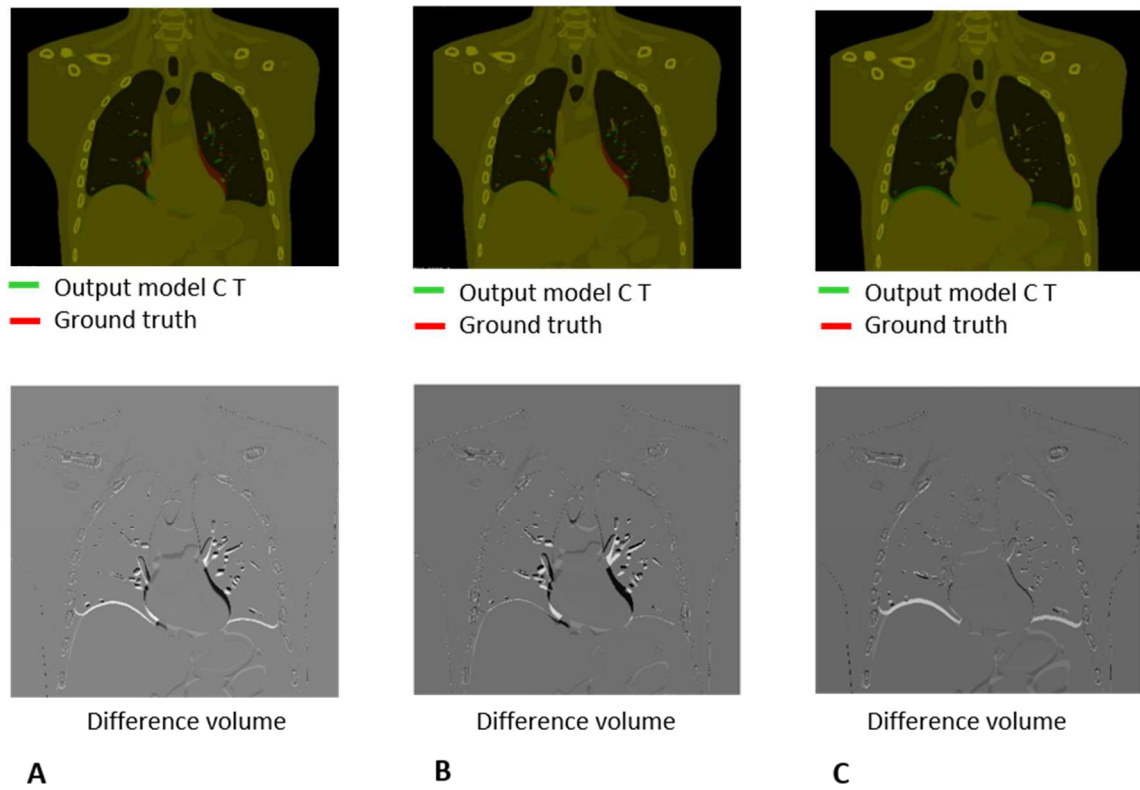 Output model C T
Ground truth
Output model C T
Ground truth
Output model C T
Ground truth
Difference volume
Difference volume
Difference volume
A
B
C